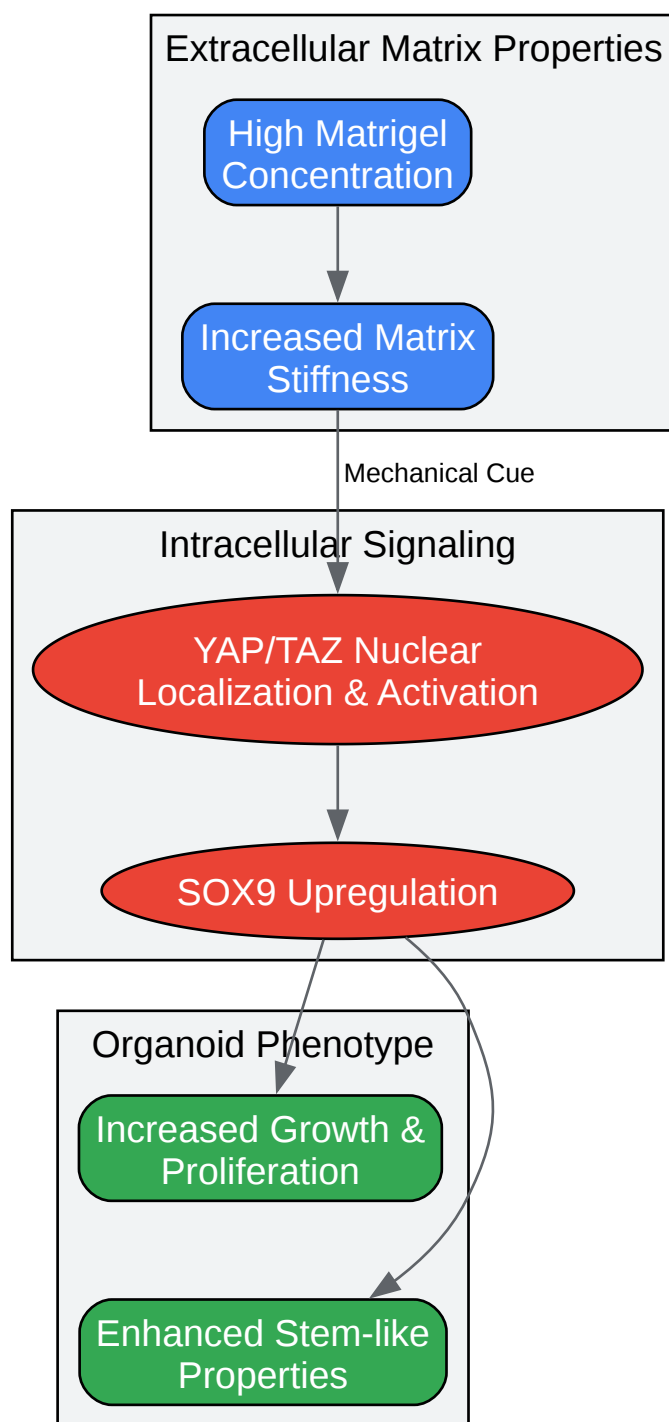 Extracellular Matrix Properties
High Matrigel
Concentration
Increased Matrix
Stiffness
Mechanical Cue
Intracellular Signaling
YAP/TAZ Nuclear
Localization & Activation
SOX9 Upregulation
Organoid Phenotype
Increased Growth &
Proliferation
Enhanced Stem-like
Properties